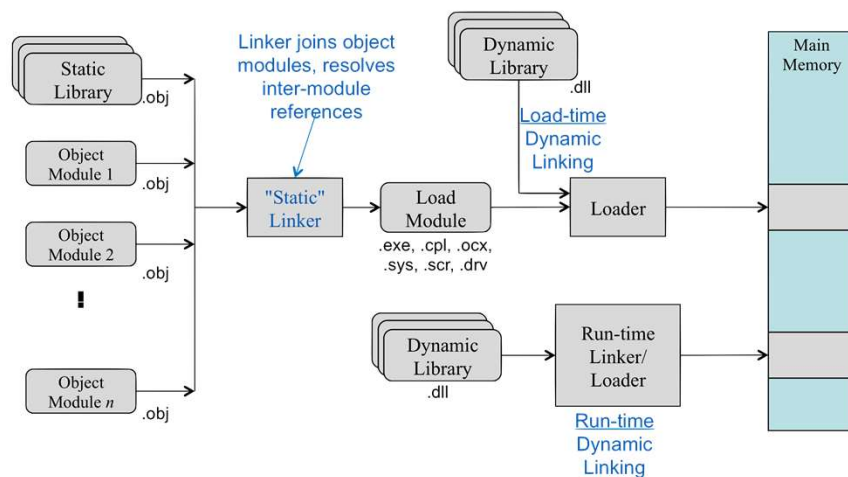 Static
Library
.obj
Object
Module 1
.obj
Object
Module 2
.obj
Object
Module n
.obj
Linker joins object
modules, resolves
inter-module
references
"Static"
Linker
Load
Module
.exe, .cpl, .ocx,
.sys, .scr, .drv
Dynamic
Library
.dll
Load-time
Dynamic
Linking
Loader
Dynamic
Library
.dll
Run-time
Linker/
Loader
Run-time
Dynamic
Linking
Main
Memory